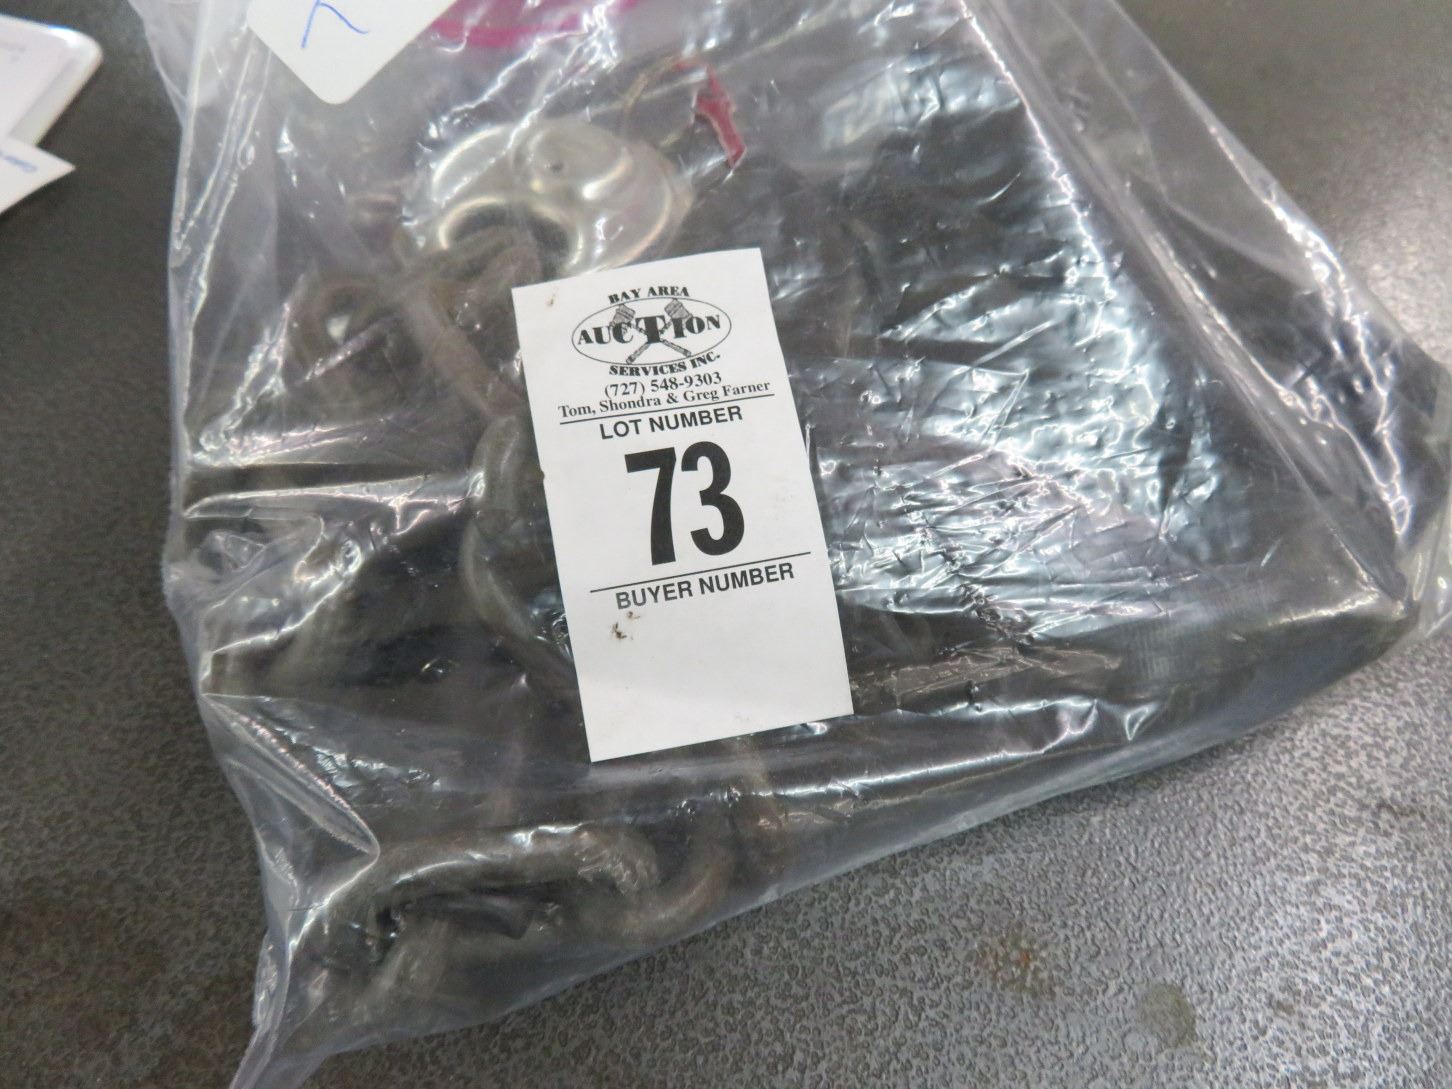 BAY AREA
AUCTION
SERVICES INC.
(727) 548-9303
Tom, Shondra & Greg Farner
LOT NUMBER
73
BUYER NUMBER